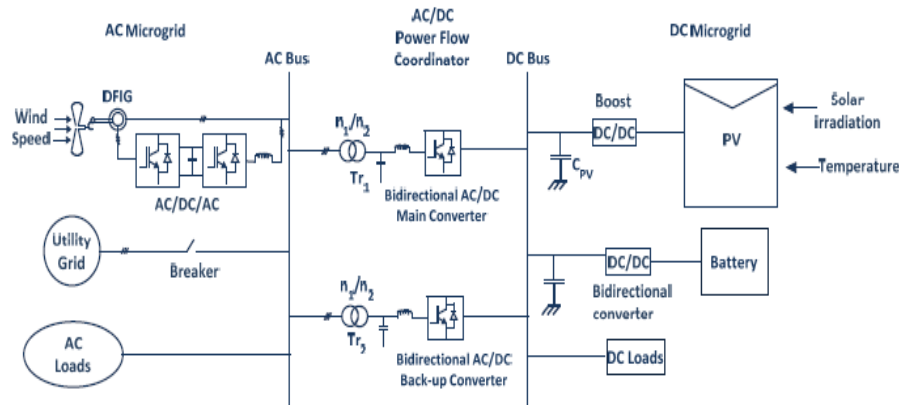 AC/DC
Power Flow
Coordinator
AC Microgrid
DC Microgrid
AC Bus
DC Bus
DFIG
Wind
Speed
AC/DC/AC
n1/n2
Tr1
Bidirectional AC/DC
Main Converter
Boost
DC/DC
CPV
PV
Solar
irradiation
Temperature
Utility
Grid
Breaker
DC/DC
Bidirectional
converter
Battery
n1/n2
Bidirectional AC/DC
Back-up Converter
AC
Loads
DC Loads